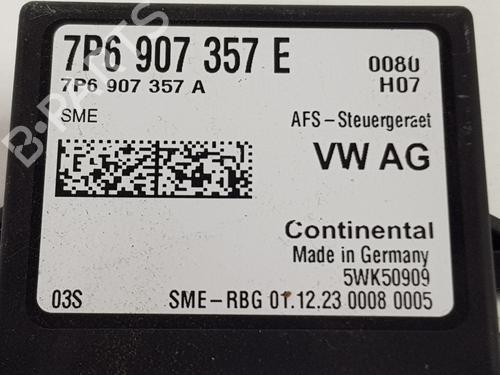 7P6 907 357 E 0080
7P6 907 357 A H07
SME AFS-Steuergeraet
VW AG
Continental
Made in Germany
5WK50909
03S SME-RBG 01.12.23 0008 0005
B-PARTS